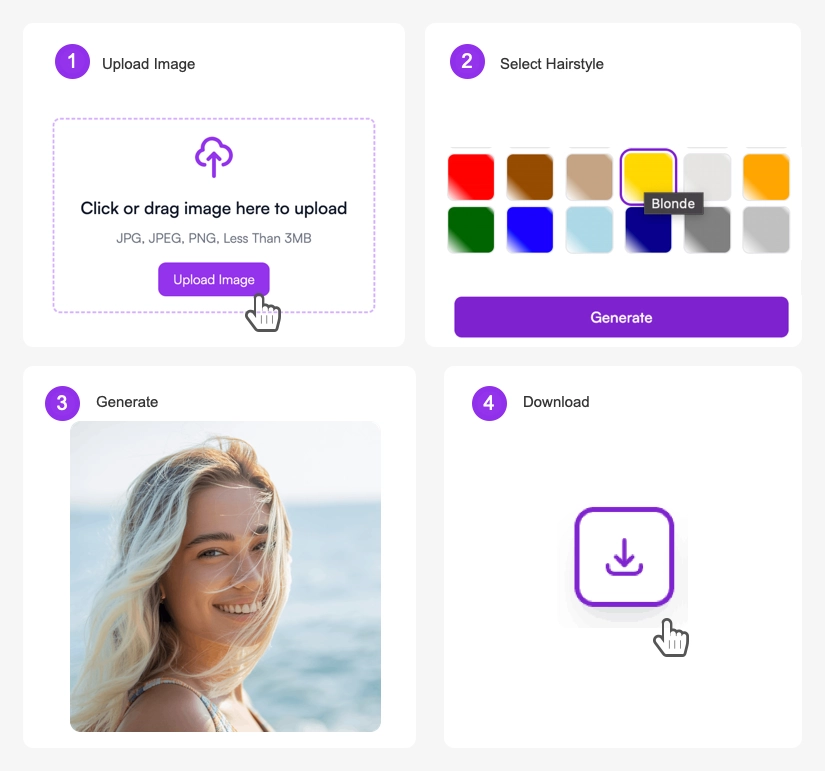 1
Upload Image
Click or drag image here to upload
JPG, JPEG, PNG, Less Than 3MB
Upload Image
2
Select Hairstyle
Blonde
Generate
3
Generate
4
Download